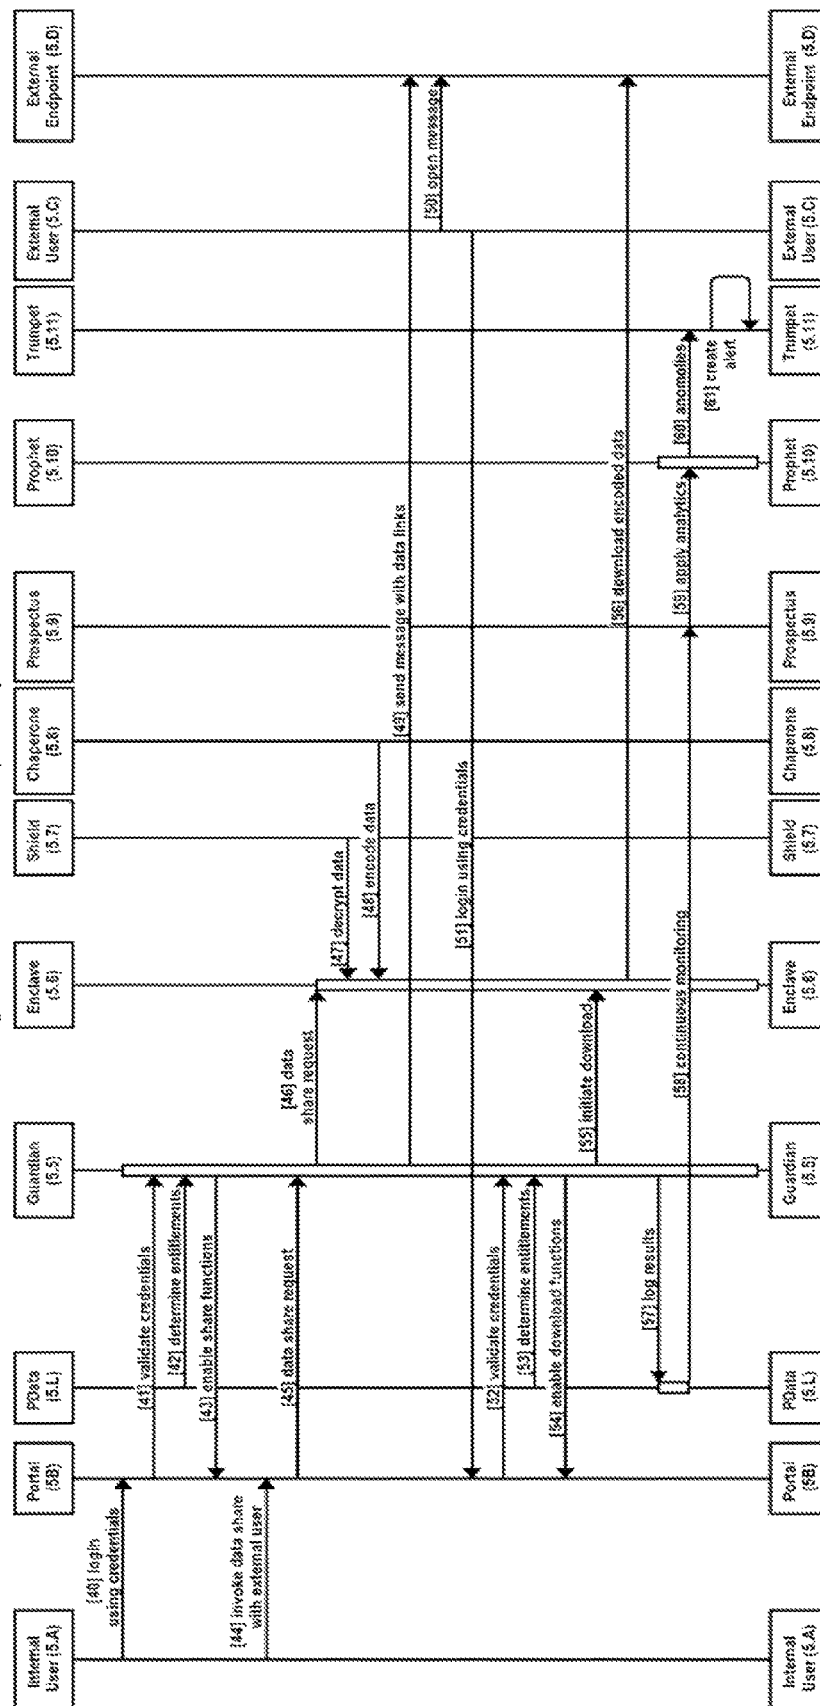 Internal
User (5.A)
Portal
(5B)
PData
(5.L)
Guardian
(5.5)
Enclave
(5.6)
Shield
(5.7)
Chaperone
(5.8)
Prospectus
(5.9)
Prophet
(5.10)
Trumpet
(5.11)
External
User (5.C)
External
Endpoint (5.D)
[40] login
using credentials
[41] validate credentials
[42] determine entitlements
[43] enable share functions
[44] invoke data share
with external user
[45] data share request
[46] data
share request
[47] decrypt data
[48] encode data
[49] send message with data links
[50] open message
[51] login using credentials
[52] validate credentials
[53] determine entitlements
[54] enable download functions
[55] initiate download
[56] download encoded data
[57] log results
[58] continuous monitoring
[59] apply analytics
[60] anomolies
[61] create
alert
Internal
User (5.A)
Portal
(5B)
PData
(5.L)
Guardian
(5.5)
Enclave
(5.6)
Shield
(5.7)
Chaperone
(5.8)
Prospectus
(5.9)
Prophet
(5.10)
Trumpet
(5.11)
External
User (5.C)
External
Endpoint (5.D)